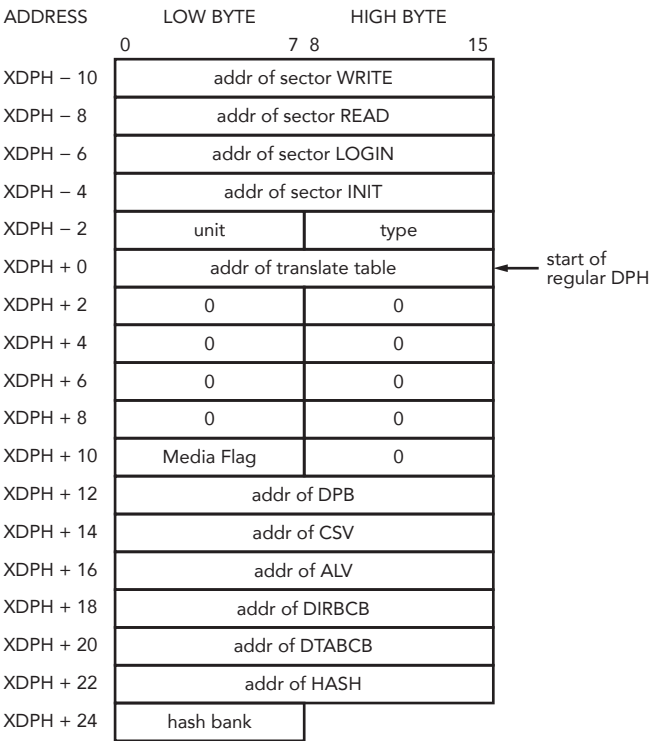 ADDRESS LOW BYTE HIGH BYTE
0 7 8 15
XDPH – 10 addr of sector WRITE
XDPH – 8 addr of sector READ
XDPH – 6 addr of sector LOGIN
XDPH – 4 addr of sector INIT
XDPH – 2 unit type
XDPH + 0 addr of translate table start of
regular DPH
XDPH + 2 0 0
XDPH + 4 0 0
XDPH + 6 0 0
XDPH + 8 0 0
XDPH + 10 Media Flag 0
XDPH + 12 addr of DPB
XDPH + 14 addr of CSV
XDPH + 16 addr of ALV
XDPH + 18 addr of DIRBCB
XDPH + 20 addr of DTABCB
XDPH + 22 addr of HASH
XDPH + 24 hash bank